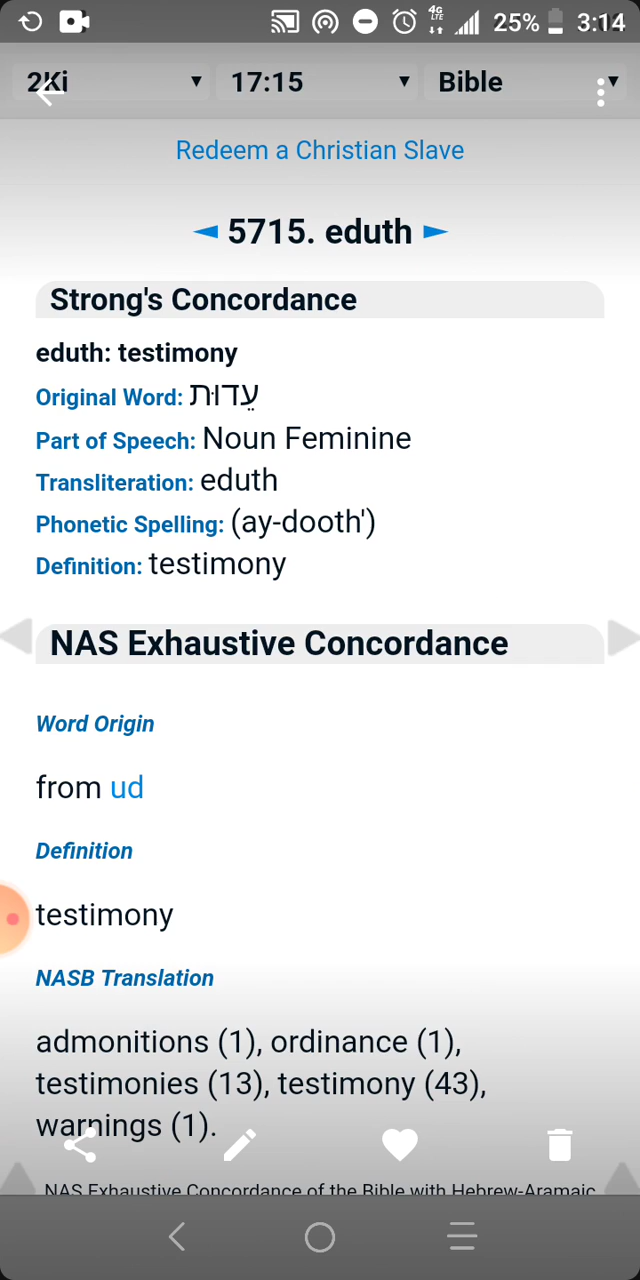 4G
LTE
25%
3:14
2Ki ▼ 17:15 ▼ Bible ▼
Redeem a Christian Slave
◄ 5715. eduth ►
Strong's Concordance
eduth: testimony
Original Word: עֵדוּת
Part of Speech: Noun Feminine
Transliteration: eduth
Phonetic Spelling: (ay-dooth')
Definition: testimony
NAS Exhaustive Concordance
Word Origin
from ud
Definition
testimony
NASB Translation
admonitions (1), ordinance (1),
testimonies (13), testimony (43),
warnings (1).
NAS Exhaustive Concordance of the Bible with Hebrew-Aramaic